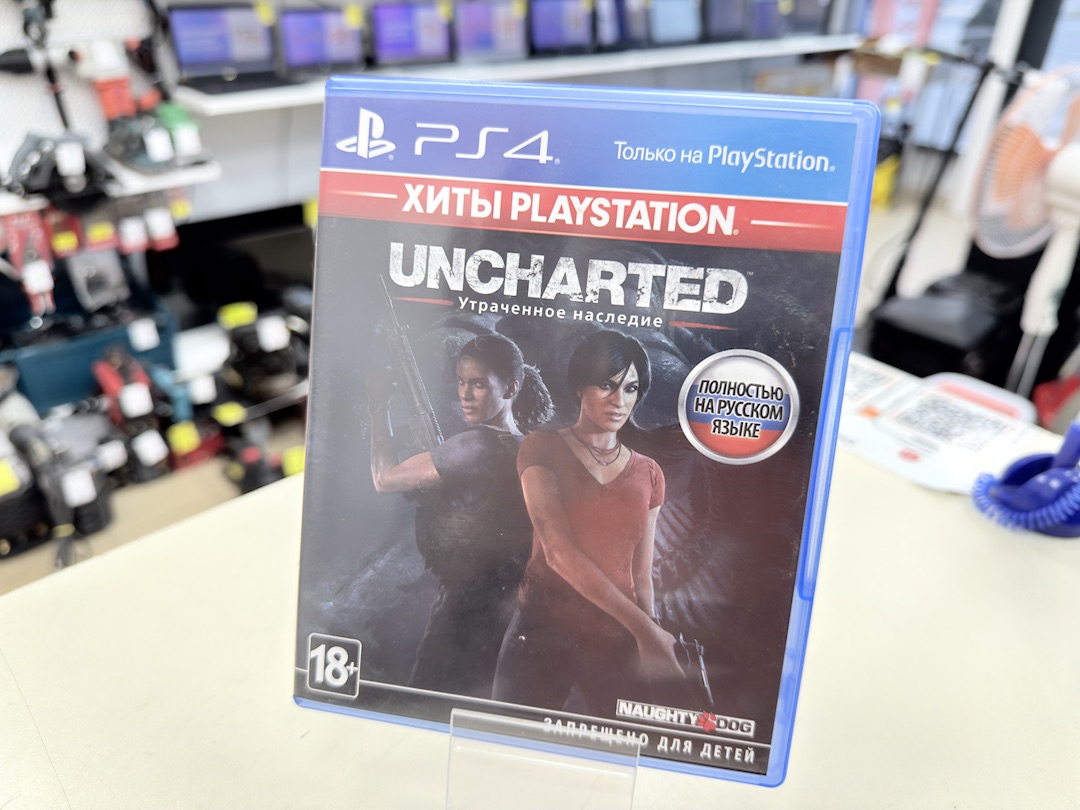 PS4
Только на PlayStation
ХИТЫ PLAYSTATION
UNCHARTED
Утраченное наследие
ПОЛНОСТЬЮ
НА РУССКОМ
ЯЗЫКЕ
18+
NAUGHTY DOG
ЗАПРЕЩЕНО ДЛЯ ДЕТЕЙ